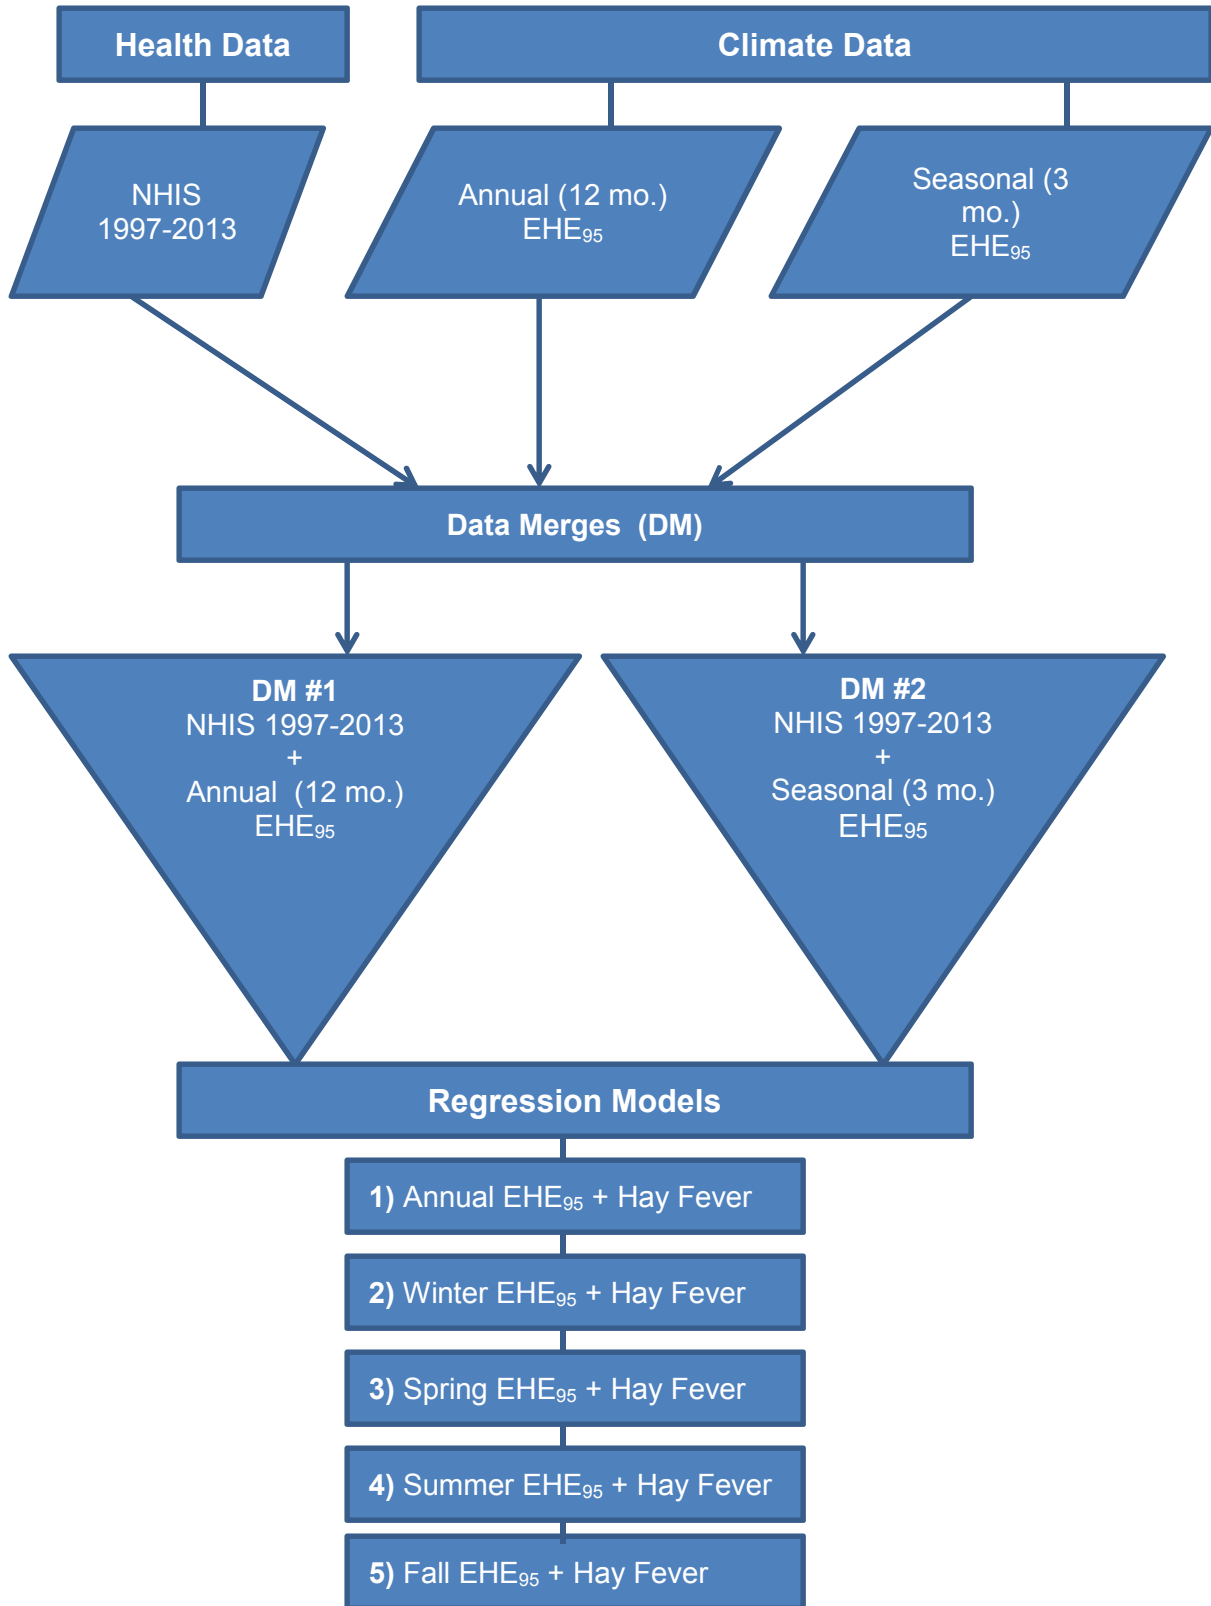 Health Data
Climate Data
NHIS
1997-2013
Annual (12 mo.)
EHE95
Seasonal (3
mo.)
EHE95
Data Merges (DM)
DM #1
NHIS 1997-2013
+
Annual (12 mo.)
EHE95
DM #2
NHIS 1997-2013
+
Seasonal (3 mo.)
EHE95
Regression Models
1) Annual EHE95 + Hay Fever
2) Winter EHE95 + Hay Fever
3) Spring EHE95 + Hay Fever
4) Summer EHE95 + Hay Fever
5) Fall EHE95 + Hay Fever